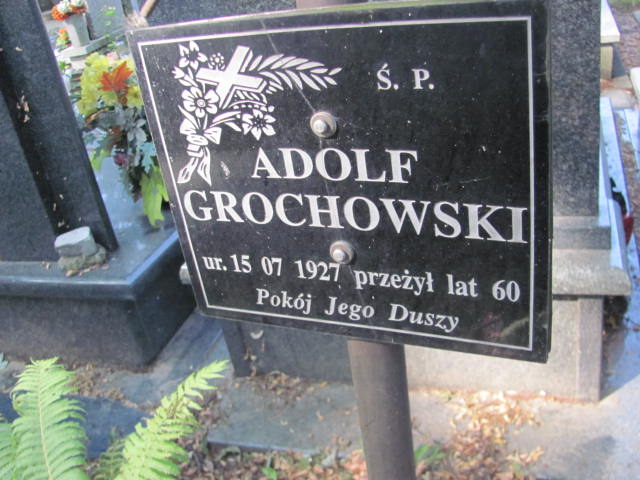 Ś. P.
ADOLF
GROCHOWSKI
ur. 15 07 1927 przeżył lat 60
Pokój Jego Duszy